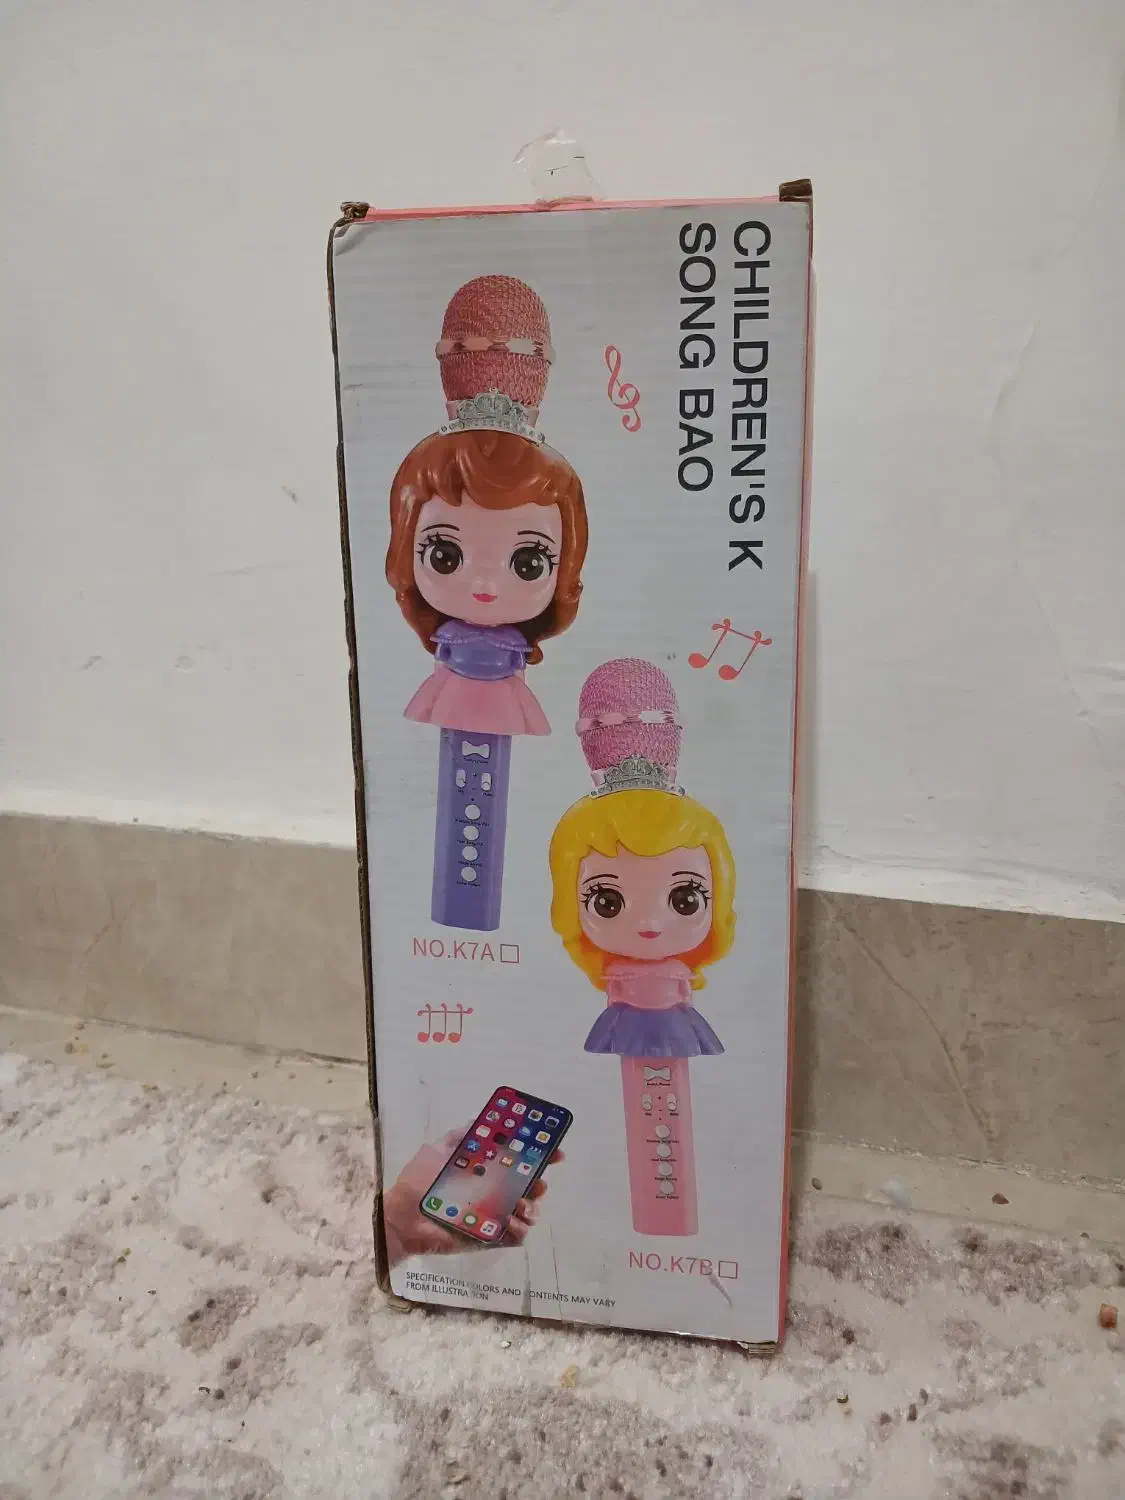 CHILDREN'S K
SONG BAO
NO.K7A
NO.K7B
SPECIFICATION COLORS AND CONTENTS MAY VARY
FROM ILLUSTRATION